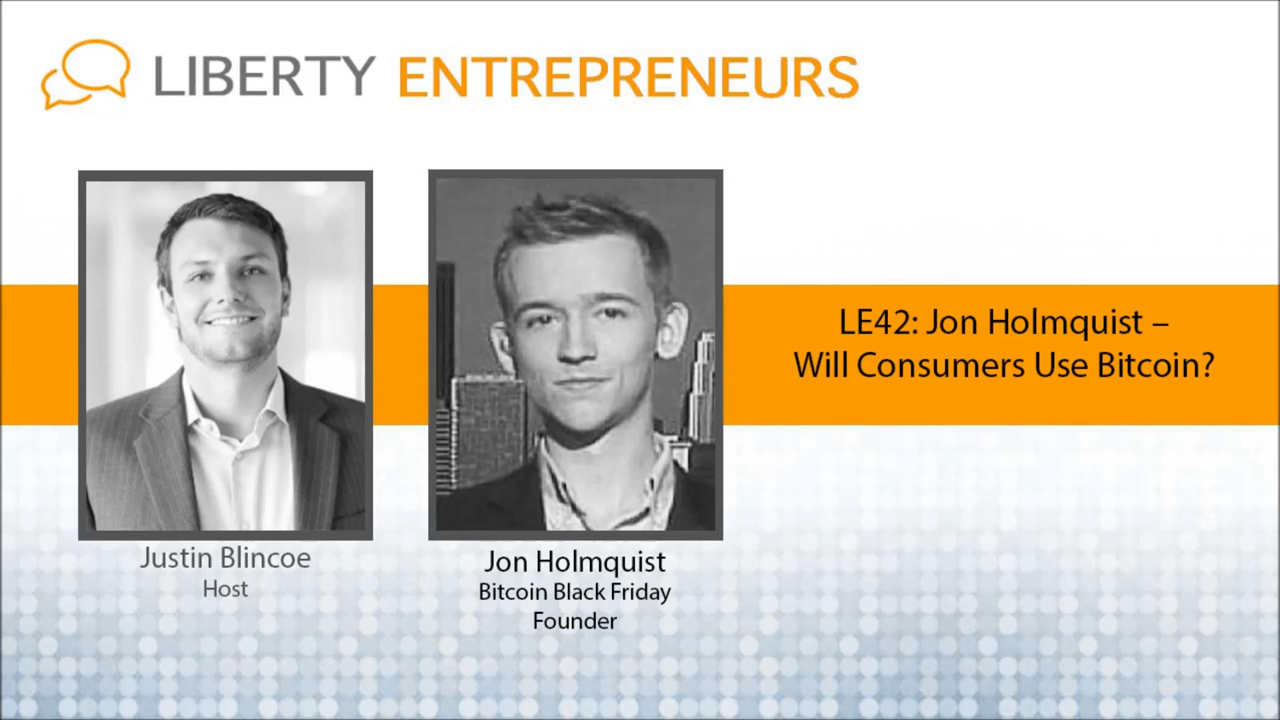 LIBERTY ENTREPRENEURS
LE42: Jon Holmquist –
Will Consumers Use Bitcoin?
Justin Blincoe
Host
Jon Holmquist
Bitcoin Black Friday
Founder